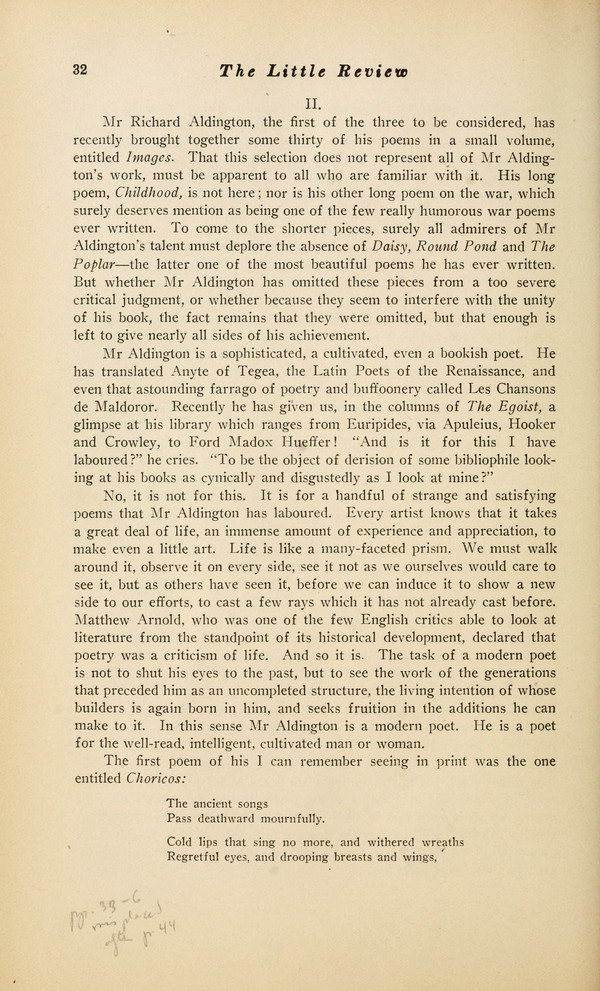 32 The Little Review
II.
Mr Richard Aldington, the first of the three to be considered, has
recently brought together some thirty of his poems in a small volume,
entitled Images. That this selection does not represent all of Mr Alding-
ton's work, must be apparent to all who are familiar with it. His long
poem, Childhood, is not here; nor is his other long poem on the war, which
surely deserves mention as being one of the few really humorous war poems
ever written. To come to the shorter pieces, surely all admirers of Mr
Aldington's talent must deplore the absence of Daisy, Round Pond and The
Poplar—the latter one of the most beautiful poems he has ever written.
But whether Mr Aldington has omitted these pieces from a too severe
critical judgment, or whether because they seem to interfere with the unity
of his book, the fact remains that they were omitted, but that enough is
left to give nearly all sides of his achievement.
Mr Aldington is a sophisticated, a cultivated, even a bookish poet. He
has translated Anyte of Tegea, the Latin Poets of the Renaissance, and
even that astounding farrago of poetry and buffoonery called Les Chansons
de Maldoror. Recently he has given us, in the columns of The Egoist, a
glimpse at his library which ranges from Euripides, via Apuleius, Hooker
and Crowley, to Ford Madox Hueffer! "And is it for this I have
laboured?" he cries. "To be the object of derision of some bibliophile look-
ing at his books as cynically and disgustedly as I look at mine?"
No, it is not for this. It is for a handful of strange and satisfying
poems that Mr Aldington has laboured. Every artist knows that it takes
a great deal of life, an immense amount of experience and appreciation, to
make even a little art. Life is like a many-faceted prism. We must walk
around it, observe it on every side, see it not as we ourselves would care to
see it, but as others have seen it, before we can induce it to show a new
side to our efforts, to cast a few rays which it has not already cast before.
Matthew Arnold, who was one of the few English critics able to look at
literature from the standpoint of its historical development, declared that
poetry was a criticism of life. And so it is. The task of a modern poet
is not to shut his eyes to the past, but to see the work of the generations
that preceded him as an uncompleted structure, the living intention of whose
builders is again born in him, and seeks fruition in the additions he can
make to it. In this sense Mr Aldington is a modern poet. He is a poet
for the well-read, intelligent, cultivated man or woman.
The first poem of his I can remember seeing in print was the one
entitled Choricos:
The ancient songs
Pass deathward mournfully.
Cold lips that sing no more, and withered wreaths
Regretful eyes, and drooping breasts and wings,
pp. 33-6
misplaced
p 44